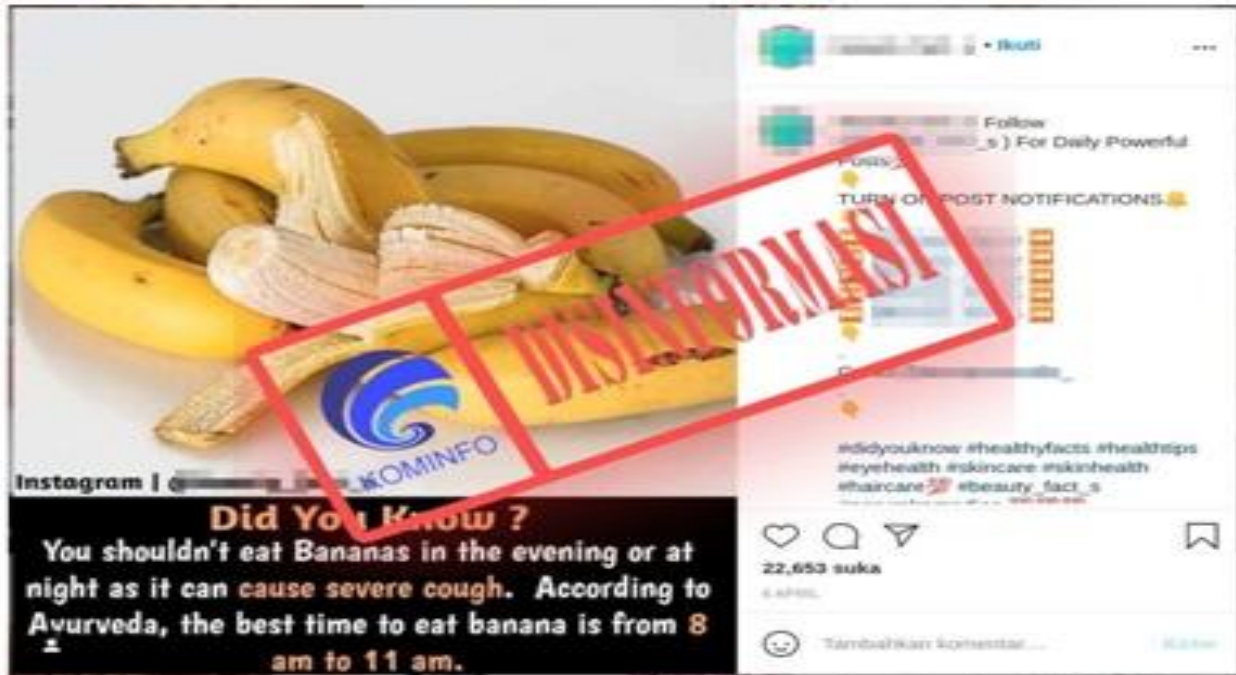 Instagram | @
Did You Know ?
You shouldn't eat Bananas in the evening or at
night as it can cause severe cough. According to
Ayurveda, the best time to eat banana is from 8
am to 11 am.
KOMINFO
DISINFORMASI
• Ikuti
Follow
_s ) For Daily Powerful
Posts
TURN ON POST NOTIFICATIONS
#didyouknow #healthyfacts #healthtips
#eyehealth #skincare #skinhealth
#haircare💯 #beauty_fact_s
22,653 suka
6 APRIL
Tambahkan komentar...